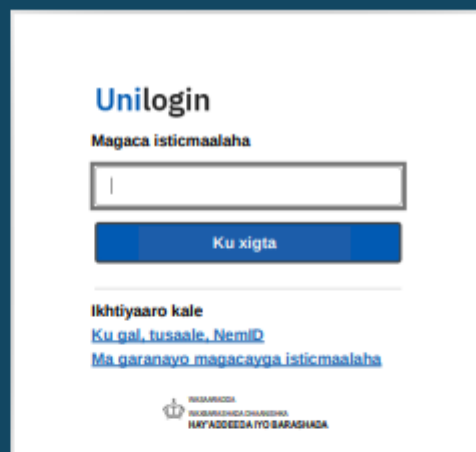 Unilogin
Magaca isticmaalaha
Ku xigta
Ikhtiyaaro kale
Ku gal, tusaale, NemID
Ma garanayo magacayga isticmaalaha
HAY'ADDEEDA IYO BARASHADA